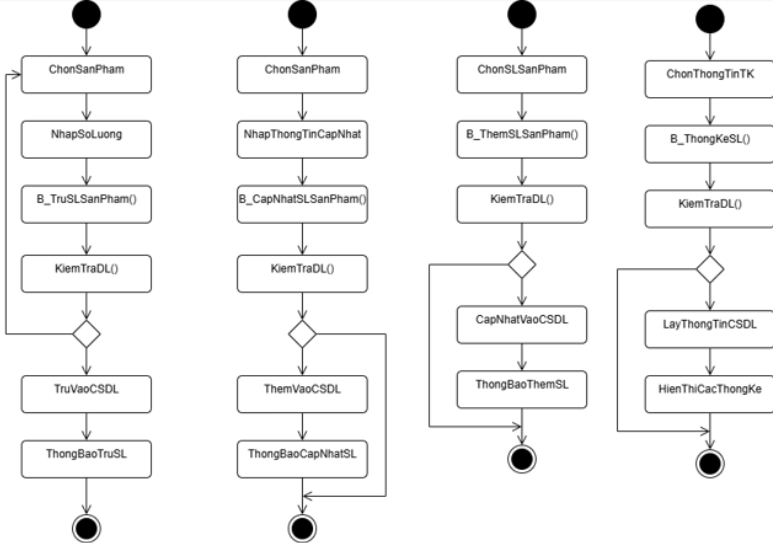 ChonSanPham
NhapSoLuong
B_TruSLSanPham()
KiemTraDL()
TruVaoCSDL
ThongBaoTruSL
ChonSanPham
NhapThongTinCapNhat
B_CapNhatSLSanPham()
KiemTraDL()
ThemVaoCSDL
ThongBaoCapNhatSL
ChonSLSanPham
B_ThemSLSanPham()
KiemTraDL()
CapNhatVaoCSDL
ThongBaoThemSL
ChonThongTinTK
B_ThongKeSL()
KiemTraDL()
LayThongTinCSDL
HienThiCacThongKe